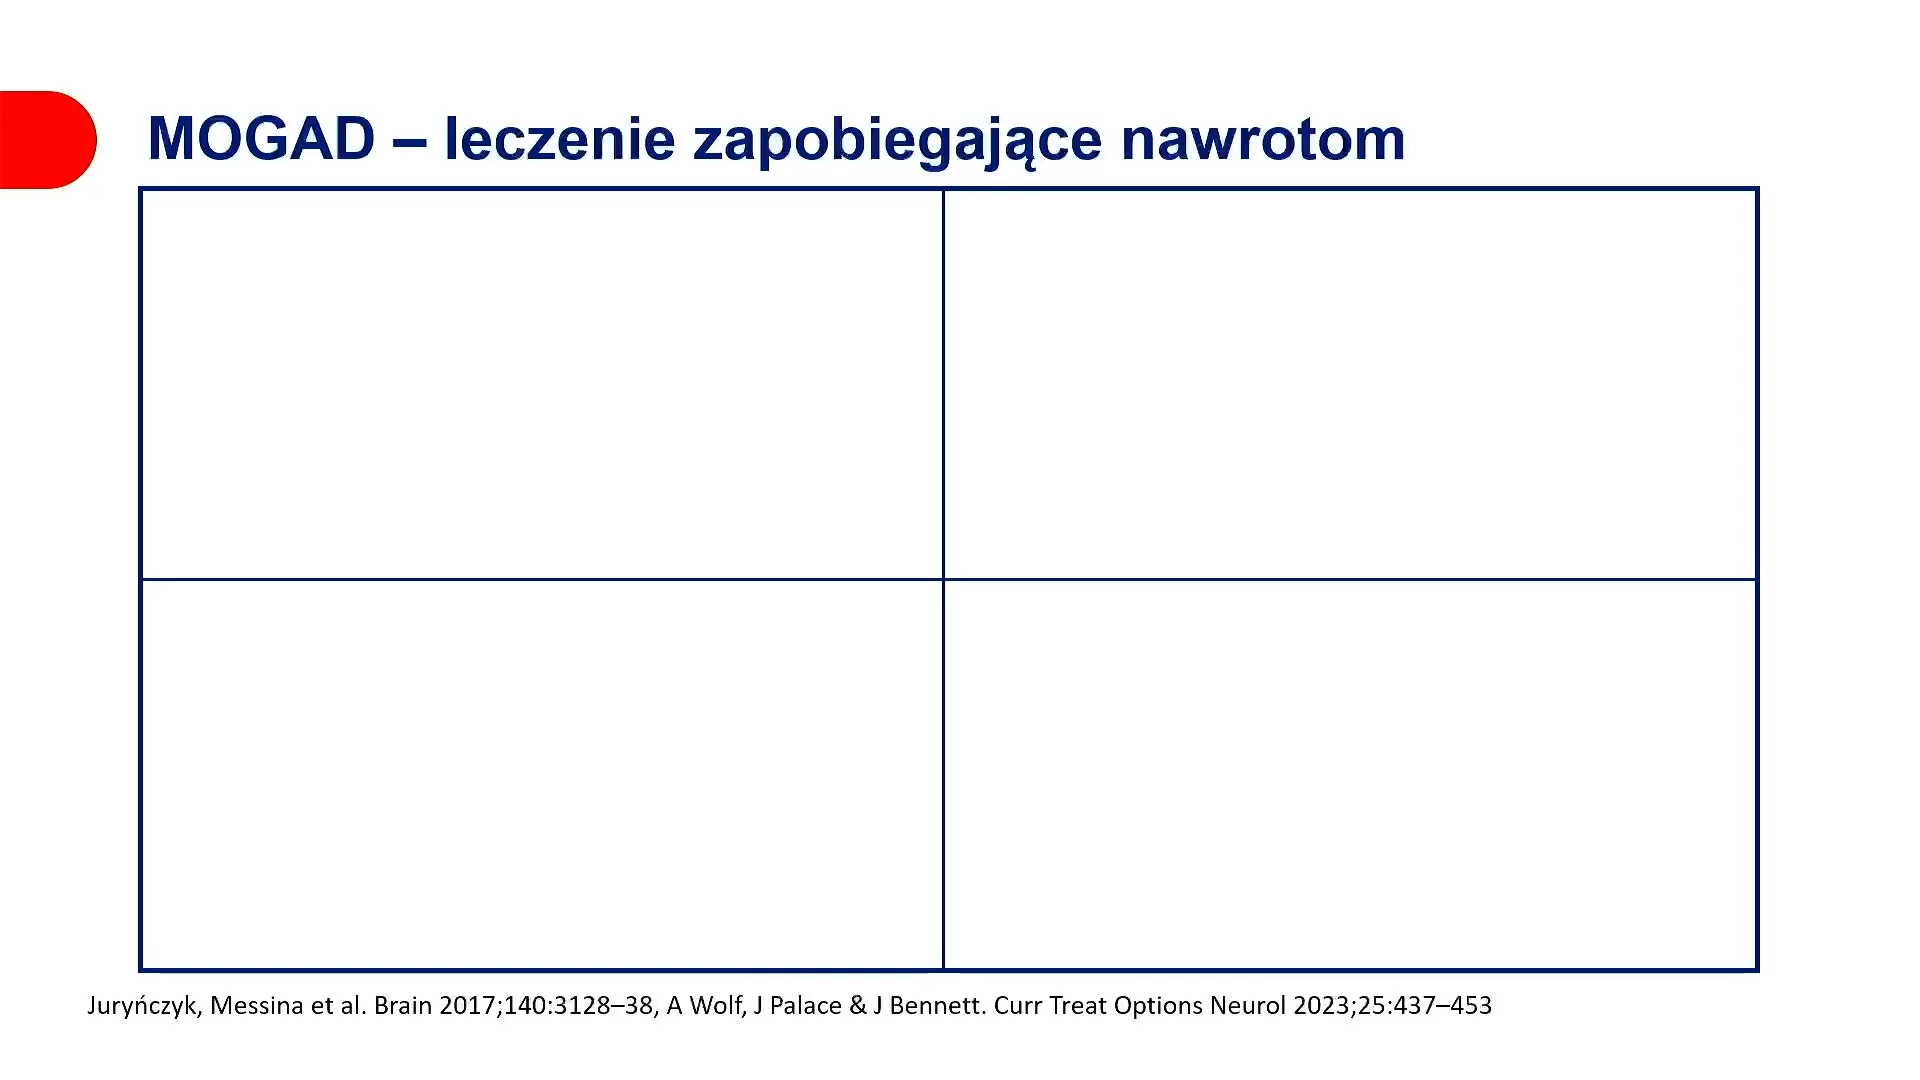 MOGAD – leczenie zapobiegające nawrotom
Juryńczyk, Messina et al. Brain 2017;140:3128–38, A Wolf, J Palace & J Bennett. Curr Treat Options Neurol 2023;25:437–453